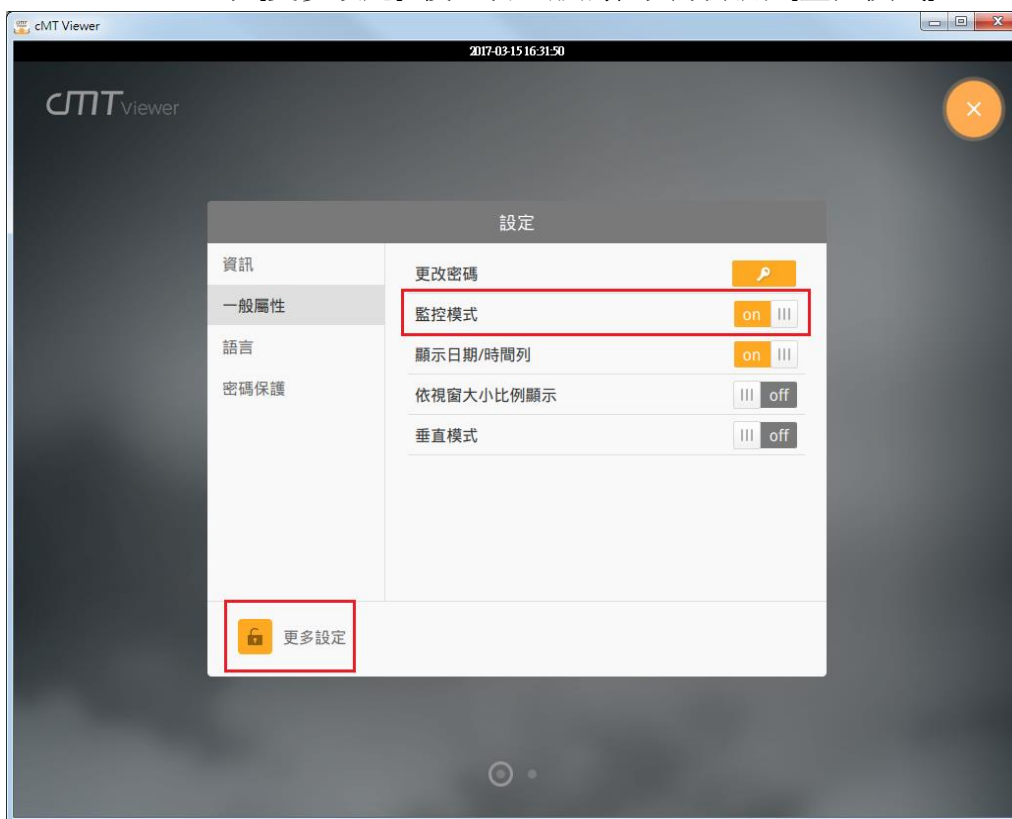 cMT Viewer
2017-03-15 16:31:50
cMT Viewer
設定
資訊
一般屬性
語言
密碼保護
更改密碼
監控模式 on
顯示日期/時間列 on
依視窗大小比例顯示 off
垂直模式 off
更多設定